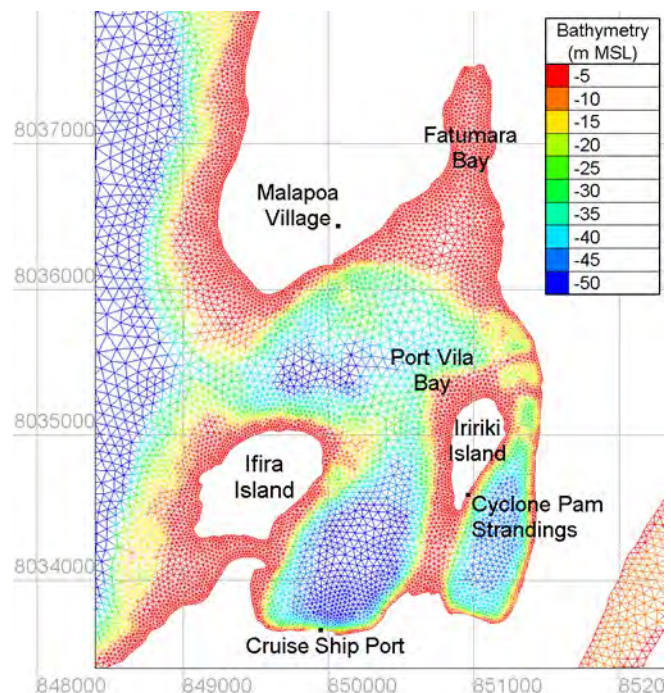 Bathymetry
(m MSL)
-5
-10
-15
-20
-25
-30
-35
-40
-45
-50
8037000
Fatumara
Bay
Malapoa
Village
8036000
Port Vila
Bay
8035000
Iririki
Island
Ifira
Island
Cyclone Pam
Strandings
8034000
Cruise Ship Port
848000
849000
850000
851000
8520